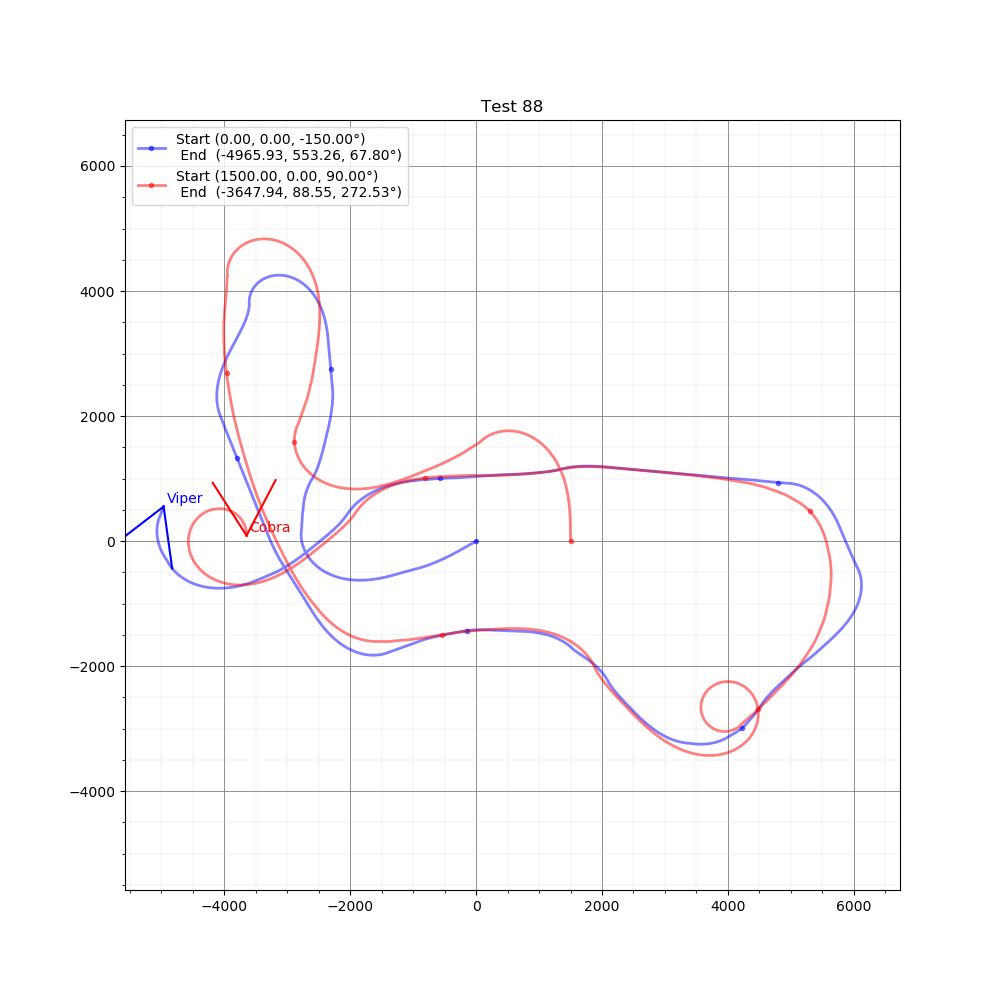 Test 88
Start (0.00, 0.00, -150.00°)
End (-4965.93, 553.26, 67.80°)
Start (1500.00, 0.00, 90.00°)
End (-3647.94, 88.55, 272.53°)
6000
4000
2000
0
−2000
−4000
Viper
Cobra
−4000
−2000
0
2000
4000
6000